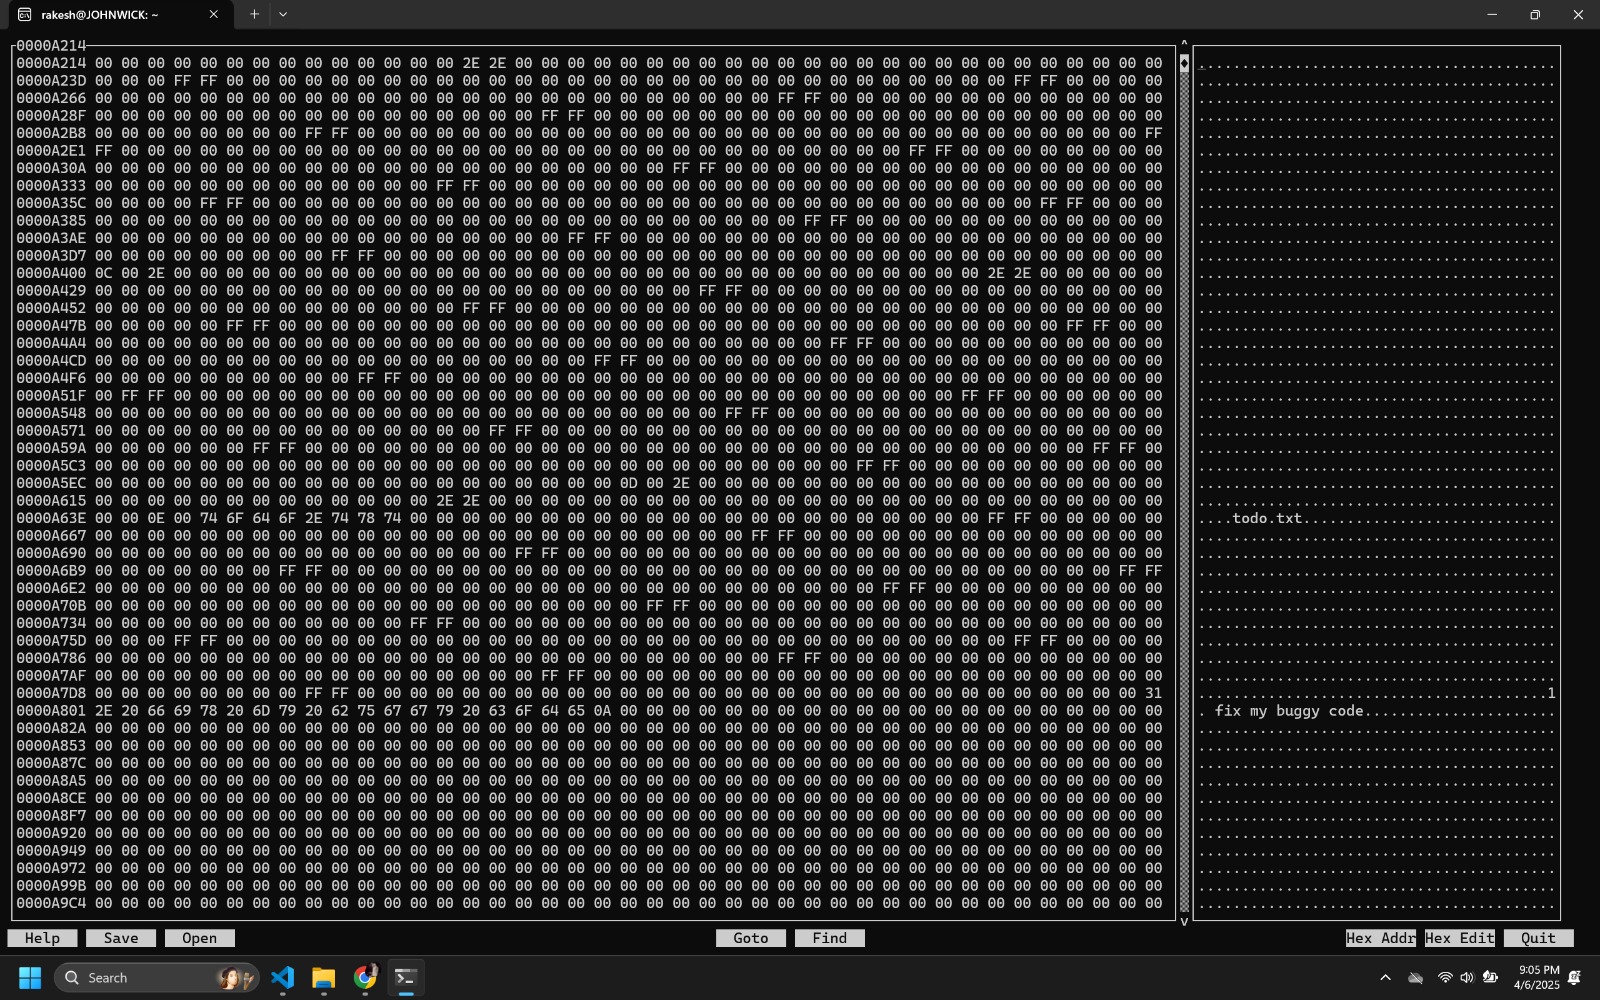 rakesh@JOHNWICK: ~
0000A214
0000A214 00 00 00 00 00 00 00 00 00 00 00 00 00 00 2E 2E 00 00 00 00 00 00 00 00 00 00 00 00 00 00 00 00 00 00 00 00 00 00 00 00 00 .........................................
0000A23D 00 00 00 FF FF 00 00 00 00 00 00 00 00 00 00 00 00 00 00 00 00 00 00 00 00 00 00 00 00 00 00 00 00 00 00 FF FF 00 00 00 00 .........................................
0000A266 00 00 00 00 00 00 00 00 00 00 00 00 00 00 00 00 00 00 00 00 00 00 00 00 00 00 FF FF 00 00 00 00 00 00 00 00 00 00 00 00 00 .........................................
0000A28F 00 00 00 00 00 00 00 00 00 00 00 00 00 00 00 00 00 FF FF 00 00 00 00 00 00 00 00 00 00 00 00 00 00 00 00 00 00 00 00 00 00 .........................................
0000A2B8 00 00 00 00 00 00 00 00 FF FF 00 00 00 00 00 00 00 00 00 00 00 00 00 00 00 00 00 00 00 00 00 00 00 00 00 00 00 00 00 00 FF .........................................
0000A2E1 FF 00 00 00 00 00 00 00 00 00 00 00 00 00 00 00 00 00 00 00 00 00 00 00 00 00 00 00 00 00 00 FF FF 00 00 00 00 00 00 00 00 .........................................
0000A30A 00 00 00 00 00 00 00 00 00 00 00 00 00 00 00 00 00 00 00 00 00 00 FF FF 00 00 00 00 00 00 00 00 00 00 00 00 00 00 00 00 00 .........................................
0000A333 00 00 00 00 00 00 00 00 00 00 00 00 00 FF FF 00 00 00 00 00 00 00 00 00 00 00 00 00 00 00 00 00 00 00 00 00 00 00 00 00 00 .........................................
0000A35C 00 00 00 00 FF FF 00 00 00 00 00 00 00 00 00 00 00 00 00 00 00 00 00 00 00 00 00 00 00 00 00 00 00 00 00 00 FF FF 00 00 00 .........................................
0000A385 00 00 00 00 00 00 00 00 00 00 00 00 00 00 00 00 00 00 00 00 00 00 00 00 00 00 00 FF FF 00 00 00 00 00 00 00 00 00 00 00 00 .........................................
0000A3AE 00 00 00 00 00 00 00 00 00 00 00 00 00 00 00 00 00 00 FF FF 00 00 00 00 00 00 00 00 00 00 00 00 00 00 00 00 00 00 00 00 00 .........................................
0000A3D7 00 00 00 00 00 00 00 00 00 FF FF 00 00 00 00 00 00 00 00 00 00 00 00 00 00 00 00 00 00 00 00 00 00 00 00 00 00 00 00 00 00 .........................................
0000A400 0C 00 2E 00 00 00 00 00 00 00 00 00 00 00 00 00 00 00 00 00 00 00 00 00 00 00 00 00 00 00 00 00 00 00 2E 2E 00 00 00 00 00 .........................................
0000A429 00 00 00 00 00 00 00 00 00 00 00 00 00 00 00 00 00 00 00 00 00 00 00 FF FF 00 00 00 00 00 00 00 00 00 00 00 00 00 00 00 00 .........................................
0000A452 00 00 00 00 00 00 00 00 00 00 00 00 00 00 FF FF 00 00 00 00 00 00 00 00 00 00 00 00 00 00 00 00 00 00 00 00 00 00 00 00 00 .........................................
0000A47B 00 00 00 00 00 FF FF 00 00 00 00 00 00 00 00 00 00 00 00 00 00 00 00 00 00 00 00 00 00 00 00 00 00 00 00 00 00 FF FF 00 00 .........................................
0000A4A4 00 00 00 00 00 00 00 00 00 00 00 00 00 00 00 00 00 00 00 00 00 00 00 00 00 00 00 00 FF FF 00 00 00 00 00 00 00 00 00 00 00 .........................................
0000A4CD 00 00 00 00 00 00 00 00 00 00 00 00 00 00 00 00 00 00 00 FF FF 00 00 00 00 00 00 00 00 00 00 00 00 00 00 00 00 00 00 00 00 .........................................
0000A4F6 00 00 00 00 00 00 00 00 00 00 FF FF 00 00 00 00 00 00 00 00 00 00 00 00 00 00 00 00 00 00 00 00 00 00 00 00 00 00 00 00 00 .........................................
0000A51F 00 FF FF 00 00 00 00 00 00 00 00 00 00 00 00 00 00 00 00 00 00 00 00 00 00 00 00 00 00 00 00 00 00 FF FF 00 00 00 00 00 00 .........................................
0000A548 00 00 00 00 00 00 00 00 00 00 00 00 00 00 00 00 00 00 00 00 00 00 00 00 FF FF 00 00 00 00 00 00 00 00 00 00 00 00 00 00 00 .........................................
0000A571 00 00 00 00 00 00 00 00 00 00 00 00 00 00 00 FF FF 00 00 00 00 00 00 00 00 00 00 00 00 00 00 00 00 00 00 00 00 00 00 00 00 .........................................
0000A59A 00 00 00 00 00 00 FF FF 00 00 00 00 00 00 00 00 00 00 00 00 00 00 00 00 00 00 00 00 00 00 00 00 00 00 00 00 00 00 FF FF 00 .........................................
0000A5C3 00 00 00 00 00 00 00 00 00 00 00 00 00 00 00 00 00 00 00 00 00 00 00 00 00 00 00 00 00 FF FF 00 00 00 00 00 00 00 00 00 00 .........................................
0000A5EC 00 00 00 00 00 00 00 00 00 00 00 00 00 00 00 00 00 00 00 00 0D 00 2E 00 00 00 00 00 00 00 00 00 00 00 00 00 00 00 00 00 00 .........................................
0000A615 00 00 00 00 00 00 00 00 00 00 00 00 00 2E 2E 00 00 00 00 00 00 00 00 00 00 00 00 00 00 00 00 00 00 00 00 00 00 00 00 00 00 .........................................
0000A63E 00 00 0E 00 74 6F 64 6F 2E 74 78 74 00 00 00 00 00 00 00 00 00 00 00 00 00 00 00 00 00 00 00 00 00 00 FF FF 00 00 00 00 00 ....todo.txt.............................
0000A667 00 00 00 00 00 00 00 00 00 00 00 00 00 00 00 00 00 00 00 00 00 00 00 00 00 FF FF 00 00 00 00 00 00 00 00 00 00 00 00 00 00 .........................................
0000A690 00 00 00 00 00 00 00 00 00 00 00 00 00 00 00 00 FF FF 00 00 00 00 00 00 00 00 00 00 00 00 00 00 00 00 00 00 00 00 00 00 00 .........................................
0000A6B9 00 00 00 00 00 00 00 FF FF 00 00 00 00 00 00 00 00 00 00 00 00 00 00 00 00 00 00 00 00 00 00 00 00 00 00 00 00 00 00 FF FF .........................................
0000A6E2 00 00 00 00 00 00 00 00 00 00 00 00 00 00 00 00 00 00 00 00 00 00 00 00 00 00 00 00 00 00 FF FF 00 00 00 00 00 00 00 00 00 .........................................
0000A70B 00 00 00 00 00 00 00 00 00 00 00 00 00 00 00 00 00 00 00 00 00 FF FF 00 00 00 00 00 00 00 00 00 00 00 00 00 00 00 00 00 00 .........................................
0000A734 00 00 00 00 00 00 00 00 00 00 00 00 FF FF 00 00 00 00 00 00 00 00 00 00 00 00 00 00 00 00 00 00 00 00 00 00 00 00 00 00 00 .........................................
0000A75D 00 00 00 FF FF 00 00 00 00 00 00 00 00 00 00 00 00 00 00 00 00 00 00 00 00 00 00 00 00 00 00 00 00 00 00 FF FF 00 00 00 00 .........................................
0000A786 00 00 00 00 00 00 00 00 00 00 00 00 00 00 00 00 00 00 00 00 00 00 00 00 00 00 FF FF 00 00 00 00 00 00 00 00 00 00 00 00 00 .........................................
0000A7AF 00 00 00 00 00 00 00 00 00 00 00 00 00 00 00 00 00 FF FF 00 00 00 00 00 00 00 00 00 00 00 00 00 00 00 00 00 00 00 00 00 00 .........................................
0000A7D8 00 00 00 00 00 00 00 00 FF FF 00 00 00 00 00 00 00 00 00 00 00 00 00 00 00 00 00 00 00 00 00 00 00 00 00 00 00 00 00 00 31 ........................................1
0000A801 2E 20 66 69 78 20 6D 79 20 62 75 67 67 79 20 63 6F 64 65 0A 00 00 00 00 00 00 00 00 00 00 00 00 00 00 00 00 00 00 00 00 00 . fix my buggy code......................
0000A82A 00 00 00 00 00 00 00 00 00 00 00 00 00 00 00 00 00 00 00 00 00 00 00 00 00 00 00 00 00 00 00 00 00 00 00 00 00 00 00 00 00 .........................................
0000A853 00 00 00 00 00 00 00 00 00 00 00 00 00 00 00 00 00 00 00 00 00 00 00 00 00 00 00 00 00 00 00 00 00 00 00 00 00 00 00 00 00 .........................................
0000A87C 00 00 00 00 00 00 00 00 00 00 00 00 00 00 00 00 00 00 00 00 00 00 00 00 00 00 00 00 00 00 00 00 00 00 00 00 00 00 00 00 00 .........................................
0000A8A5 00 00 00 00 00 00 00 00 00 00 00 00 00 00 00 00 00 00 00 00 00 00 00 00 00 00 00 00 00 00 00 00 00 00 00 00 00 00 00 00 00 .........................................
0000A8CE 00 00 00 00 00 00 00 00 00 00 00 00 00 00 00 00 00 00 00 00 00 00 00 00 00 00 00 00 00 00 00 00 00 00 00 00 00 00 00 00 00 .........................................
0000A8F7 00 00 00 00 00 00 00 00 00 00 00 00 00 00 00 00 00 00 00 00 00 00 00 00 00 00 00 00 00 00 00 00 00 00 00 00 00 00 00 00 00 .........................................
0000A920 00 00 00 00 00 00 00 00 00 00 00 00 00 00 00 00 00 00 00 00 00 00 00 00 00 00 00 00 00 00 00 00 00 00 00 00 00 00 00 00 00 .........................................
0000A949 00 00 00 00 00 00 00 00 00 00 00 00 00 00 00 00 00 00 00 00 00 00 00 00 00 00 00 00 00 00 00 00 00 00 00 00 00 00 00 00 00 .........................................
0000A972 00 00 00 00 00 00 00 00 00 00 00 00 00 00 00 00 00 00 00 00 00 00 00 00 00 00 00 00 00 00 00 00 00 00 00 00 00 00 00 00 00 .........................................
0000A99B 00 00 00 00 00 00 00 00 00 00 00 00 00 00 00 00 00 00 00 00 00 00 00 00 00 00 00 00 00 00 00 00 00 00 00 00 00 00 00 00 00 .........................................
0000A9C4 00 00 00 00 00 00 00 00 00 00 00 00 00 00 00 00 00 00 00 00 00 00 00 00 00 00 00 00 00 00 00 00 00 00 00 00 00 00 00 00 00 .........................................
Help Save Open Goto Find Hex Addr Hex Edit Quit
Search
9:05 PM
4/6/2025